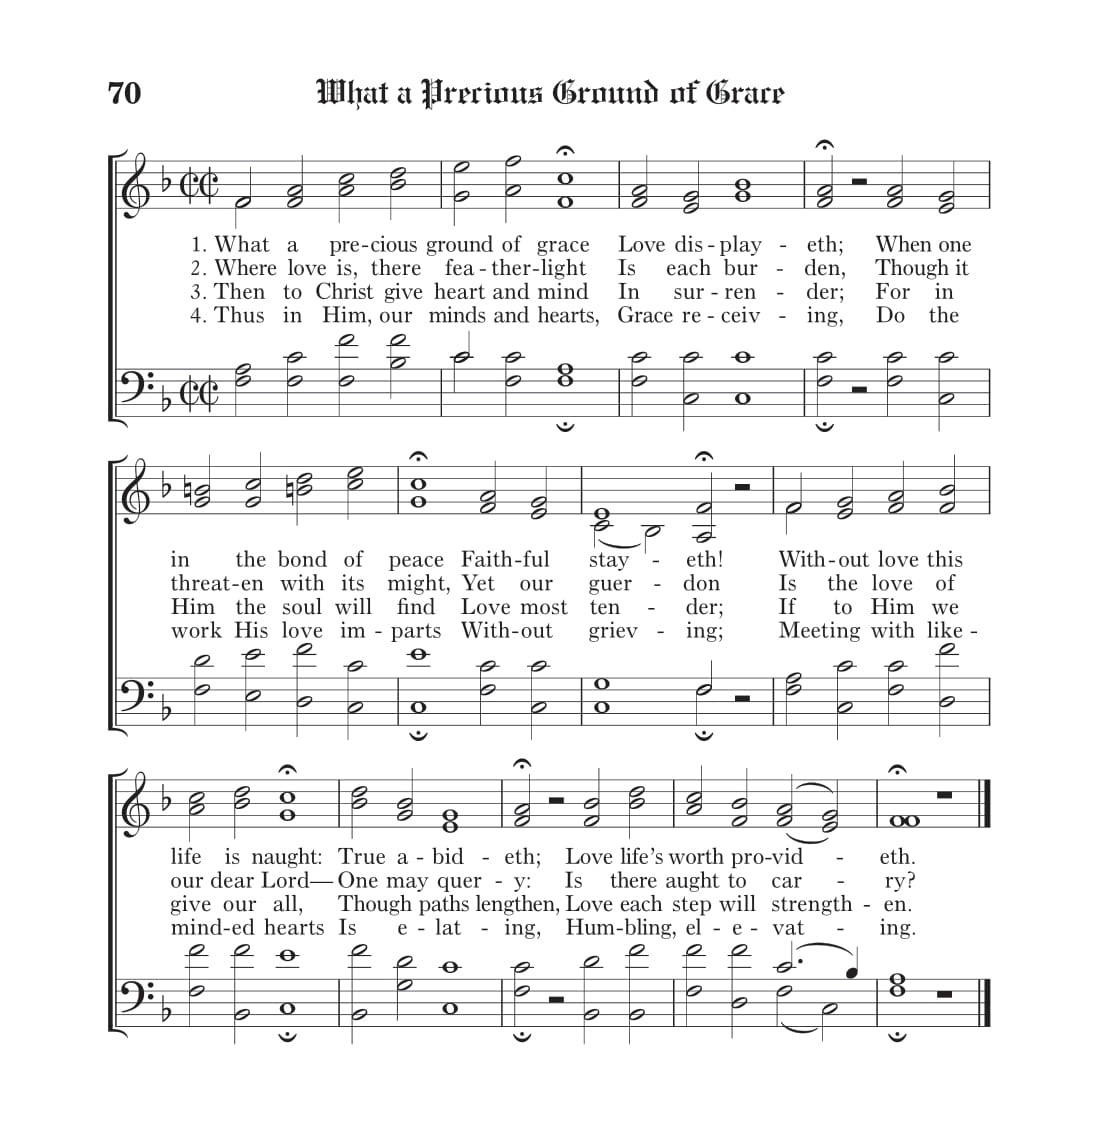 70 What a Precious Ground of Grace
1. What a pre-cious ground of grace Love dis-play - eth; When one
2. Where love is, there fea-ther-light Is each bur - den, Though it
3. Then to Christ give heart and mind In sur-ren - der; For in
4. Thus in Him, our minds and hearts, Grace re-ceiv - ing, Do the
in the bond of peace Faith-ful stay - eth! With-out love this
threat-en with its might, Yet our guer - don Is the love of
Him the soul will find Love most ten - der; If to Him we
work His love im-parts With-out griev - ing; Meeting with like-
life is naught: True a-bid - eth; Love life's worth pro-vid - eth.
our dear Lord— One may quer - y: Is there aught to car - ry?
give our all, Though paths lengthen, Love each step will strength - en.
mind-ed hearts Is e-lat - ing, Hum-bling, el-e-vat - ing.